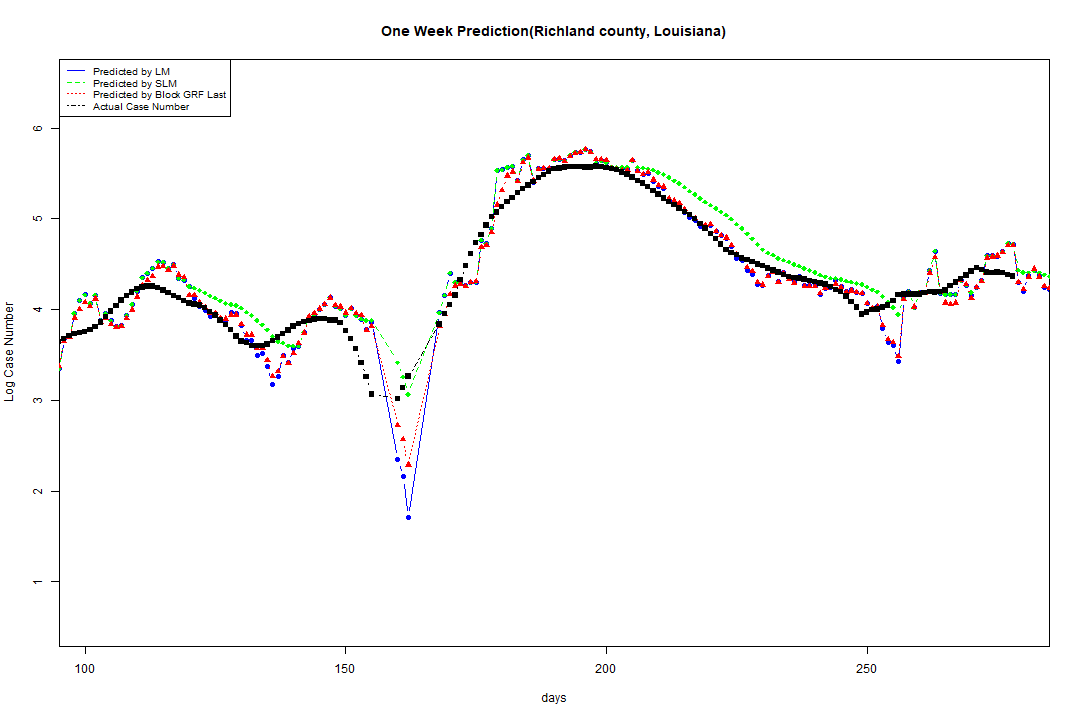 One Week Prediction(Richland county, Louisiana)
Predicted by LM
Predicted by SLM
Predicted by Block GRF Last
Actual Case Number
Log Case Number
6
5
4
3
2
1
100 150 200 250
days